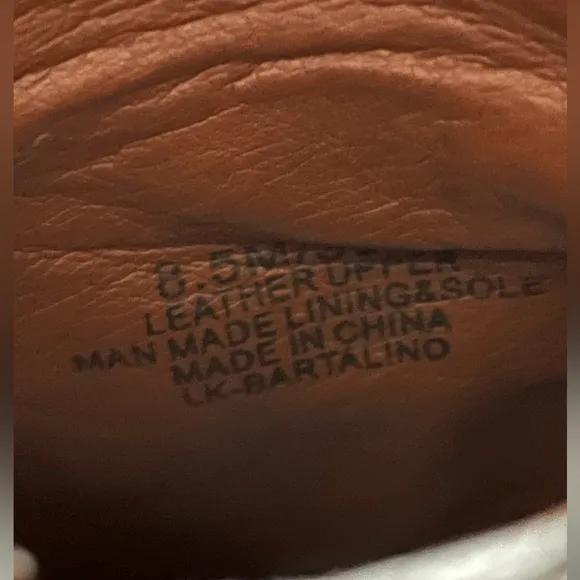 8.5M/
LEATHER UPPER
MAN MADE LINING&SOLE
MADE IN CHINA
LK-BARTALINO